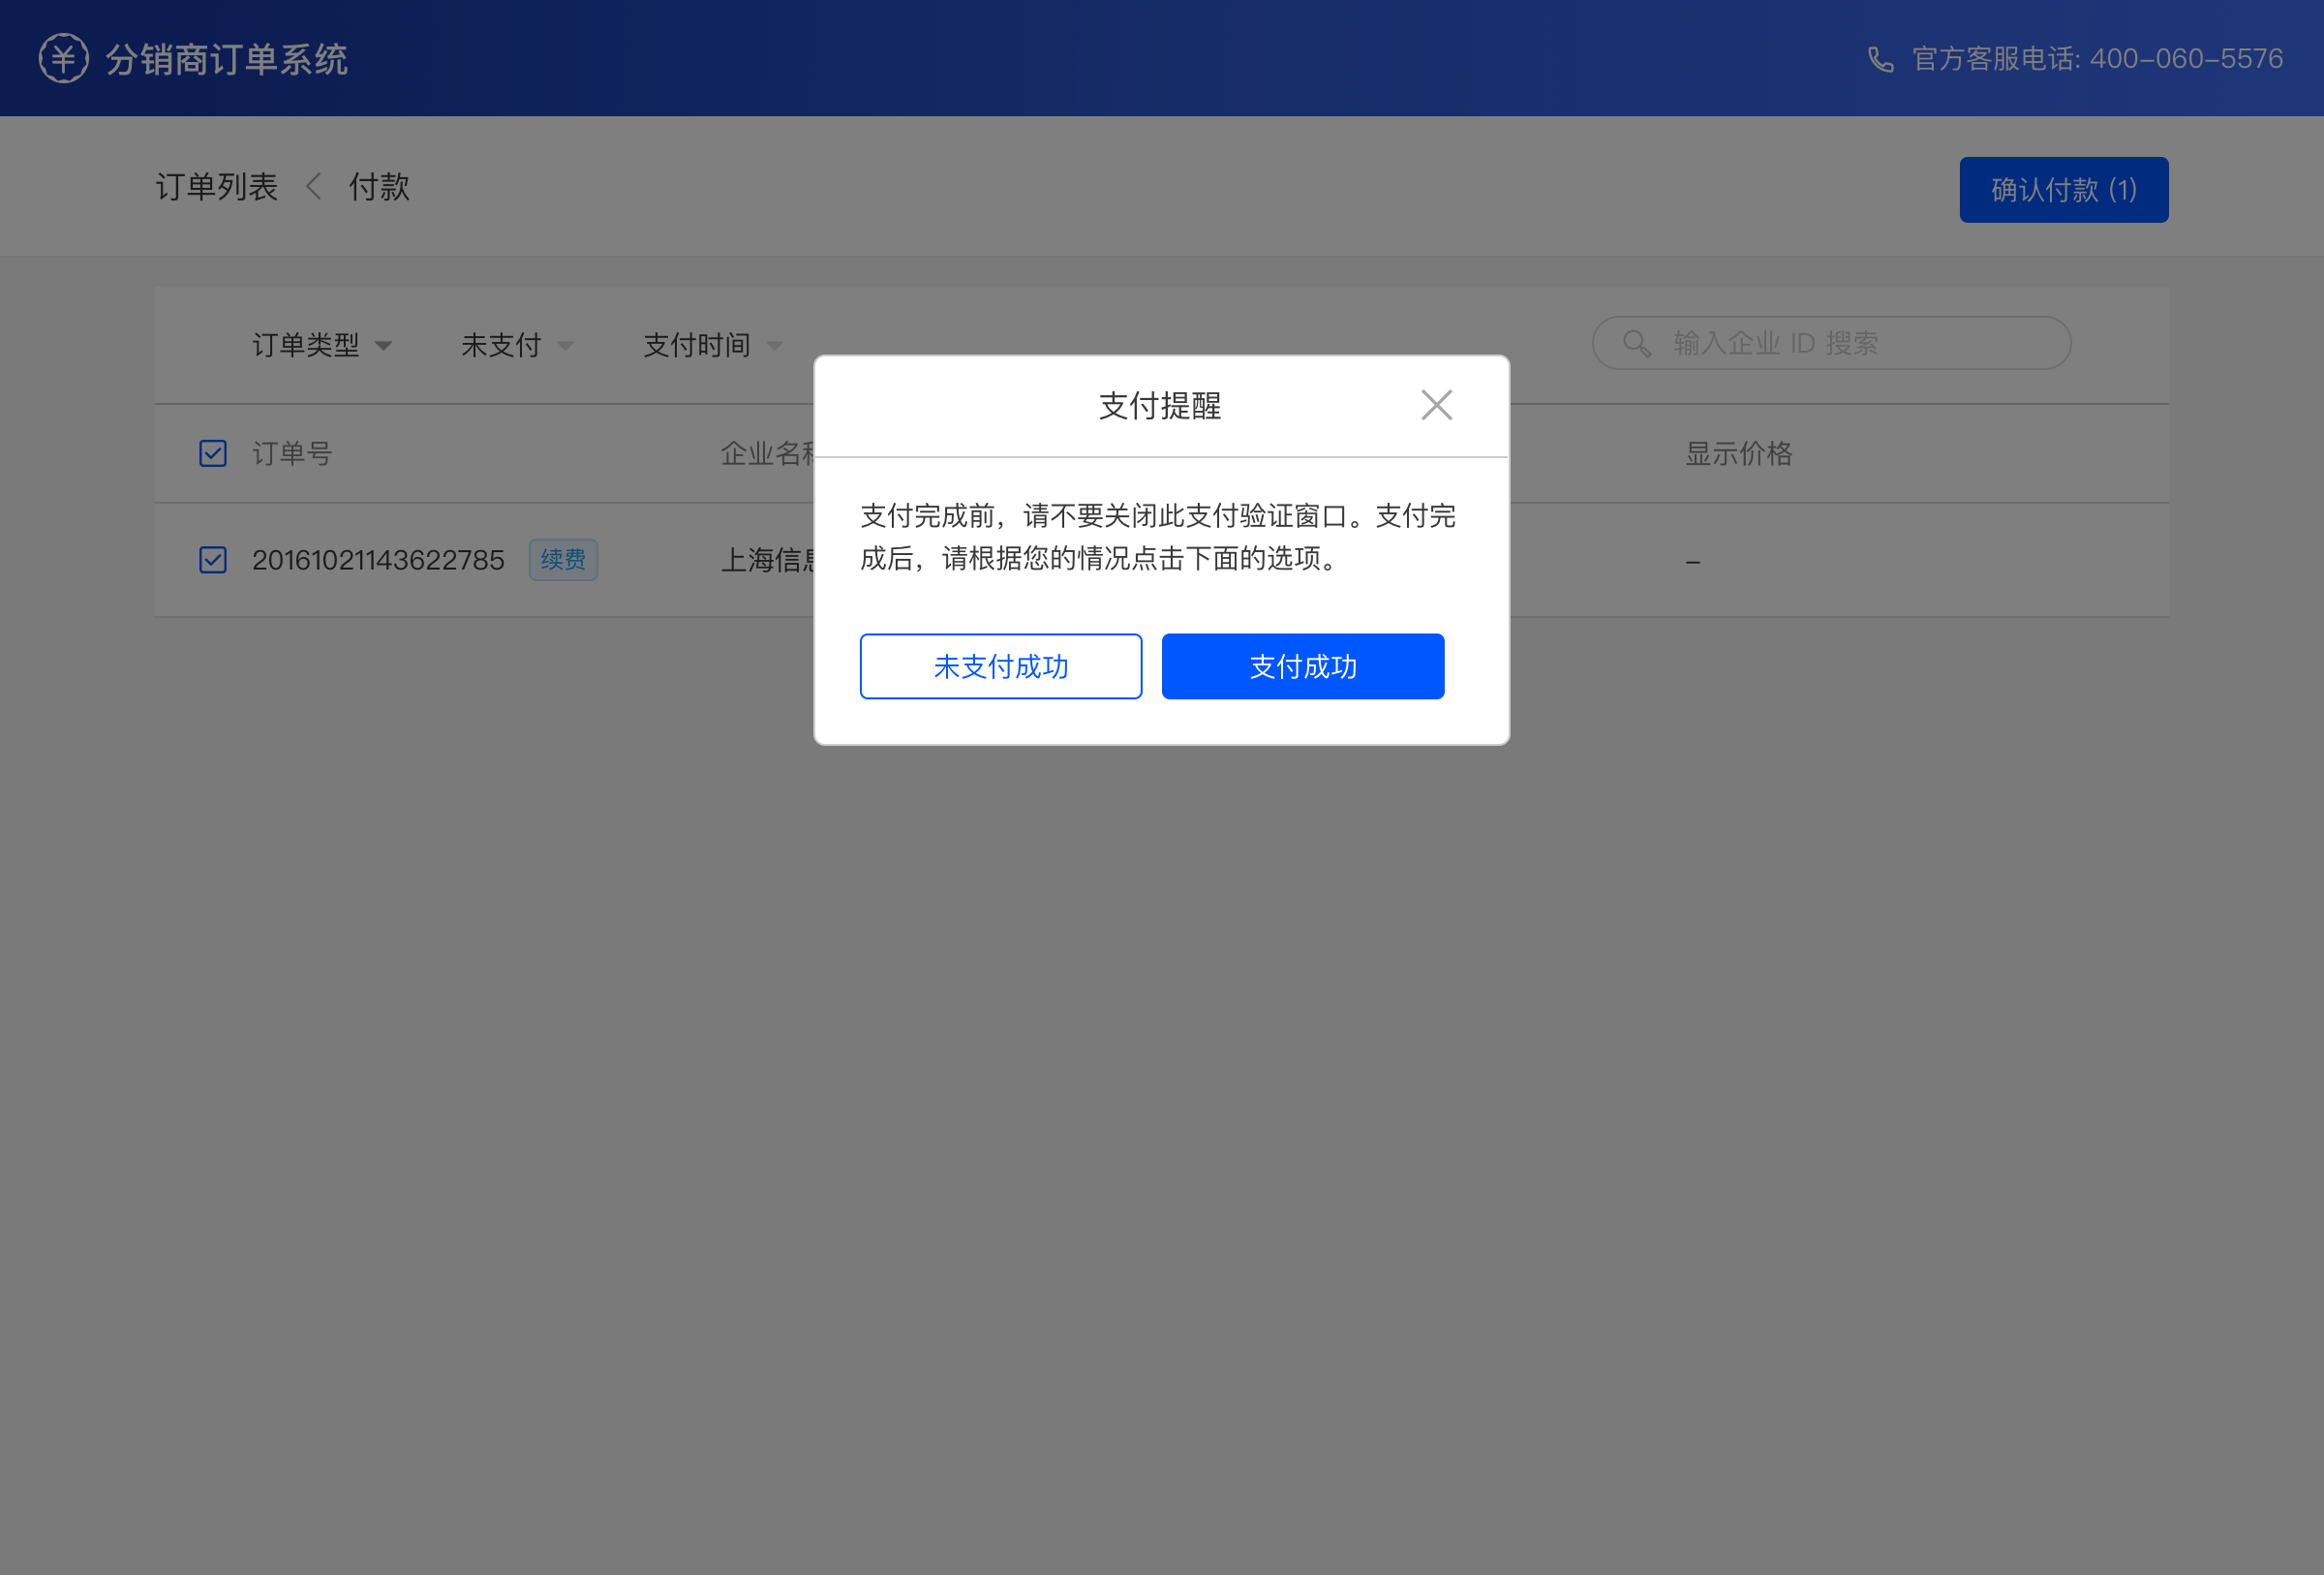 分销商订单系统
官方客服电话: 400-060-5576
订单列表 付款
确认付款 (1)
订单类型 未支付 支付时间
输入企业 ID 搜索
支付提醒
订单号 企业名 显示价格
支付完成前，请不要关闭此支付验证窗口。支付完
成后，请根据您的情况点击下面的选项。
20161021143622785 续费 上海信 –
未支付成功 支付成功